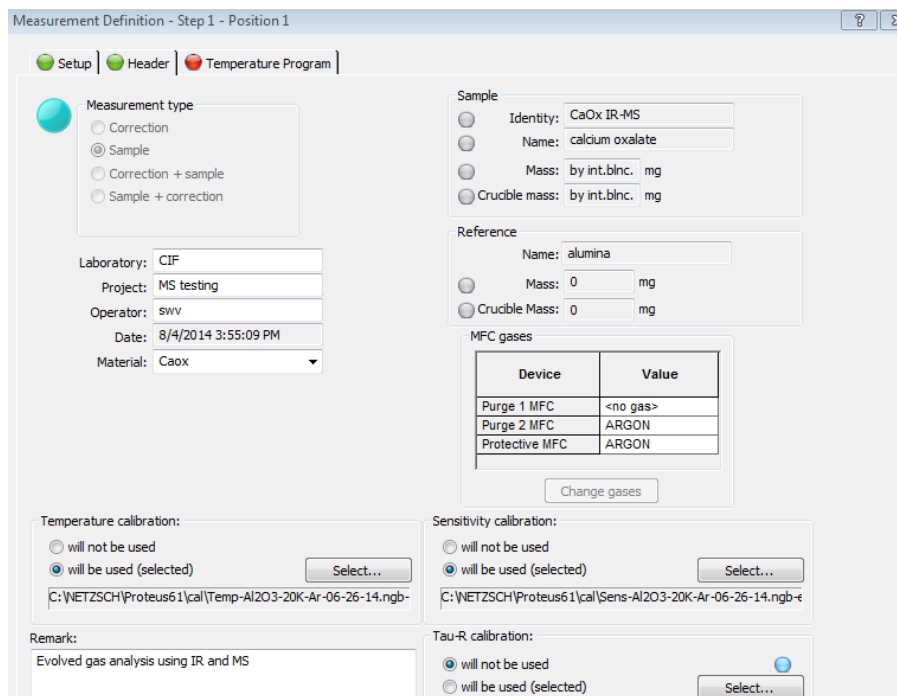 Measurement Definition - Step 1 - Position 1
?
Setup
Header
Temperature Program
Measurement type
Correction
Sample
Correction + sample
Sample + correction
Laboratory: CIF
Project: MS testing
Operator: swv
Date: 8/4/2014 3:55:09 PM
Material: Caox
Sample
Identity: CaOx IR-MS
Name: calcium oxalate
Mass: by int.blnc. mg
Crucible mass: by int.blnc. mg
Reference
Name: alumina
Mass: 0 mg
Crucible Mass: 0 mg
MFC gases
Device Value
Purge 1 MFC <no gas>
Purge 2 MFC ARGON
Protective MFC ARGON
Change gases
Temperature calibration:
will not be used
will be used (selected) Select...
C:\NETZSCH\Proteus61\cal\Temp-Al2O3-20K-Ar-06-26-14.ngb-
Sensitivity calibration:
will not be used
will be used (selected) Select...
C:\NETZSCH\Proteus61\cal\Sens-Al2O3-20K-Ar-06-26-14.ngb-e
Remark:
Evolved gas analysis using IR and MS
Tau-R calibration:
will not be used
will be used (selected) Select...